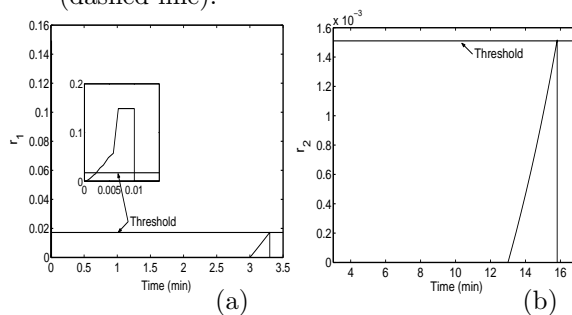 (dashed line).
0.16
0.14
0.12
0.1
0.08
0.06
0.04
0.02
0
r1
0.2
0.1
0
0 0.005 0.01
Threshold
0 0.5 1 1.5 2 2.5 3 3.5
Time (min)
(a)
x 10-3
1.6
1.4
1.2
1
0.8
0.6
0.4
0.2
0
r2
Threshold
4 6 8 10 12 14 16
Time (min)
(b)